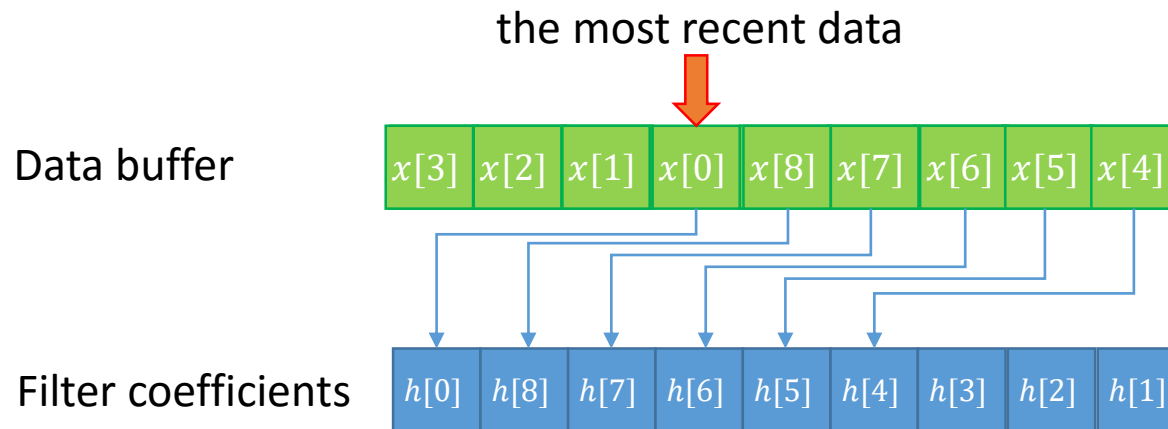 the most recent data
Data buffer x[3] x[2] x[1] x[0] x[8] x[7] x[6] x[5] x[4]
Filter coefficients h[0] h[8] h[7] h[6] h[5] h[4] h[3] h[2] h[1]